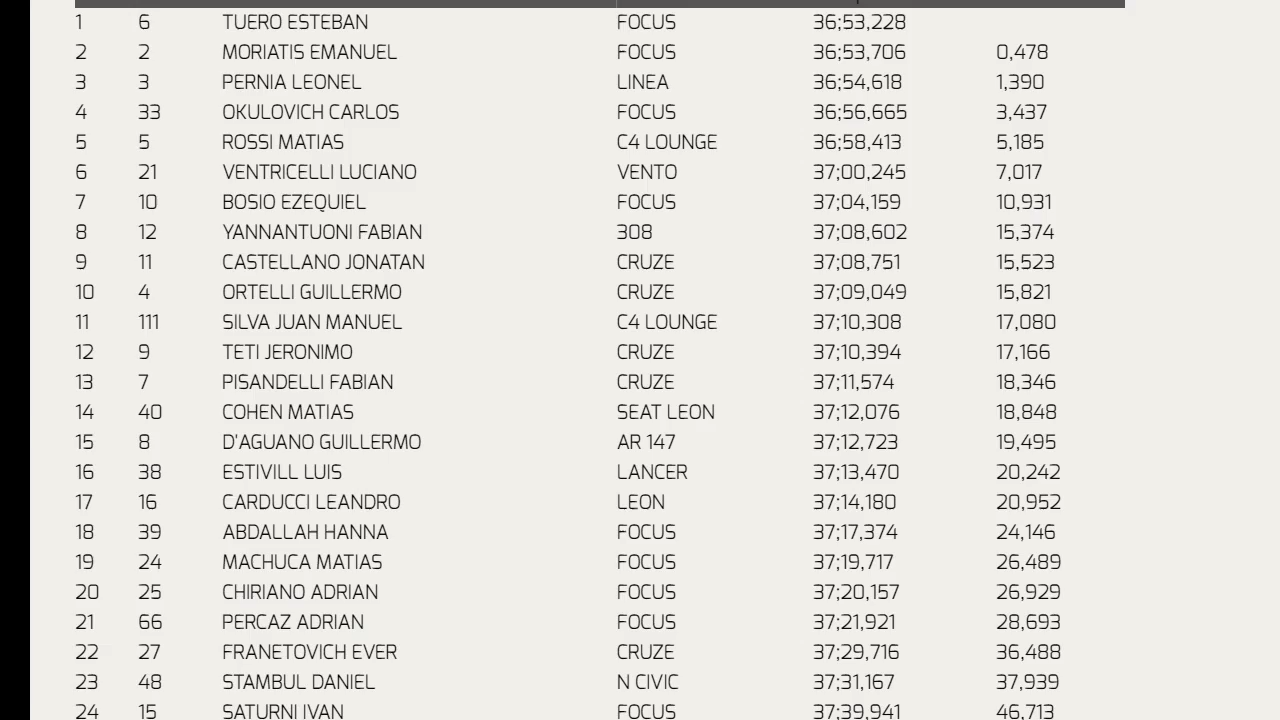 1 6 TUERO ESTEBAN FOCUS 36;53,228
2 2 MORIATIS EMANUEL FOCUS 36;53,706 0,478
3 3 PERNIA LEONEL LINEA 36;54,618 1,390
4 33 OKULOVICH CARLOS FOCUS 36;56,665 3,437
5 5 ROSSI MATIAS C4 LOUNGE 36;58,413 5,185
6 21 VENTRICELLI LUCIANO VENTO 37;00,245 7,017
7 10 BOSIO EZEQUIEL FOCUS 37;04,159 10,931
8 12 YANNANTUONI FABIAN 308 37;08,602 15,374
9 11 CASTELLANO JONATAN CRUZE 37;08,751 15,523
10 4 ORTELLI GUILLERMO CRUZE 37;09,049 15,821
11 111 SILVA JUAN MANUEL C4 LOUNGE 37;10,308 17,080
12 9 TETI JERONIMO CRUZE 37;10,394 17,166
13 7 PISANDELLI FABIAN CRUZE 37;11,574 18,346
14 40 COHEN MATIAS SEAT LEON 37;12,076 18,848
15 8 D'AGUANO GUILLERMO AR 147 37;12,723 19,495
16 38 ESTIVILL LUIS LANCER 37;13,470 20,242
17 16 CARDUCCI LEANDRO LEON 37;14,180 20,952
18 39 ABDALLAH HANNA FOCUS 37;17,374 24,146
19 24 MACHUCA MATIAS FOCUS 37;19,717 26,489
20 25 CHIRIANO ADRIAN FOCUS 37;20,157 26,929
21 66 PERCAZ ADRIAN FOCUS 37;21,921 28,693
22 27 FRANETOVICH EVER CRUZE 37;29,716 36,488
23 48 STAMBUL DANIEL N CIVIC 37;31,167 37,939
24 15 SATURNI IVAN FOCUS 37;39,941 46,713